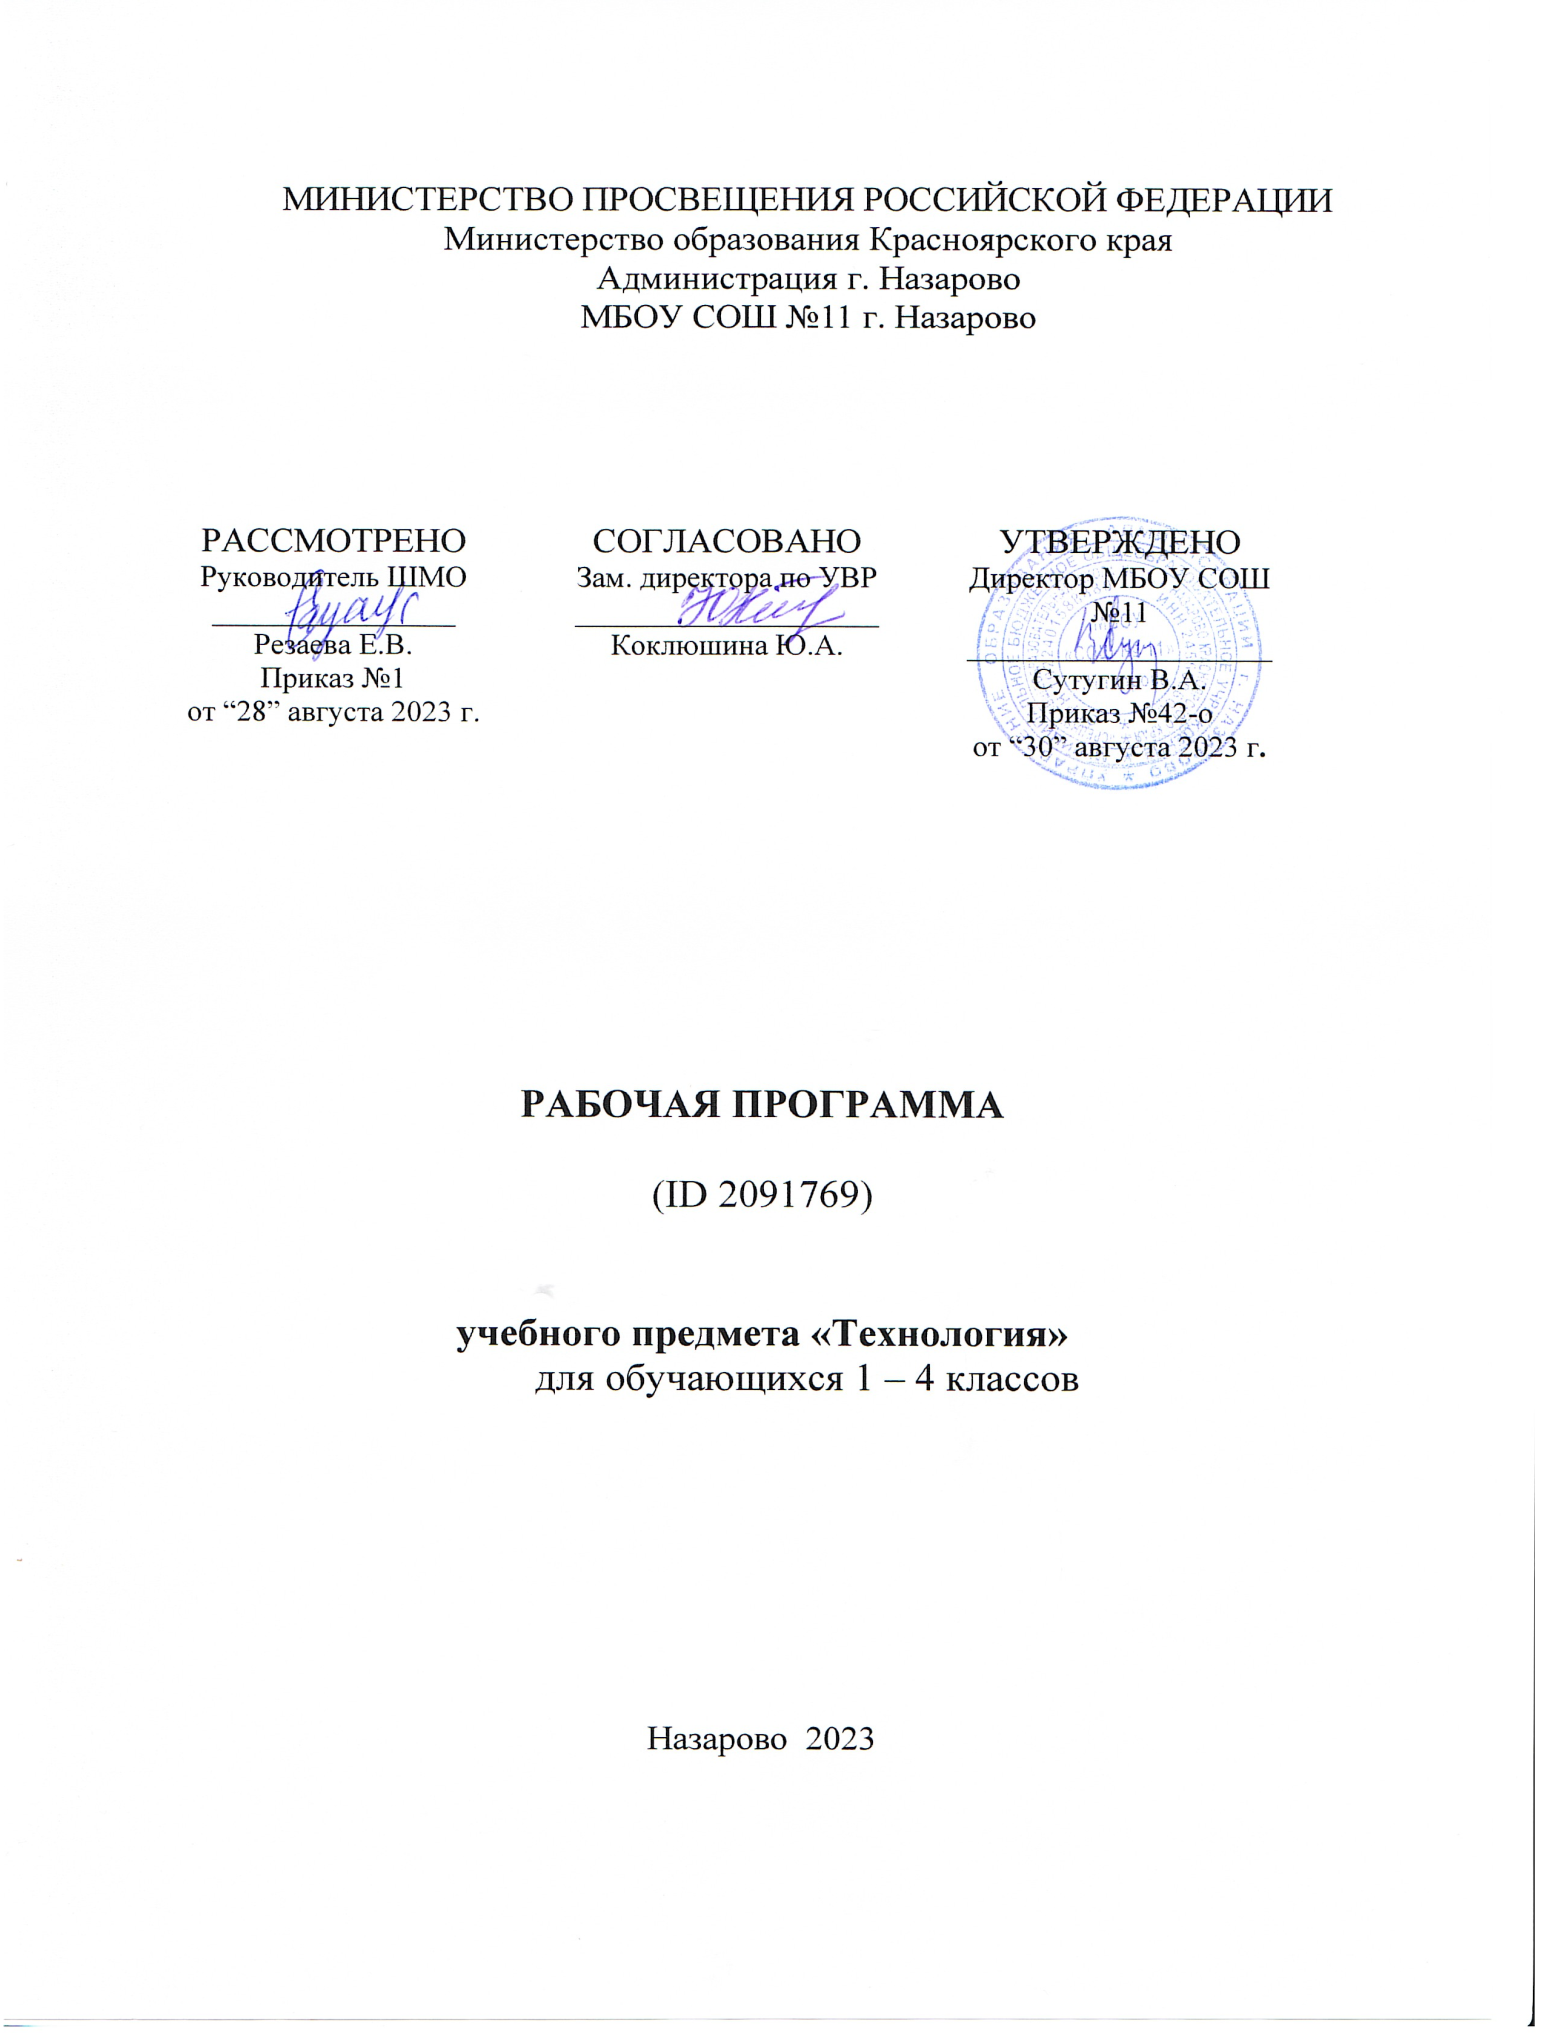 МИНИСТЕРСТВО ПРОСВЕЩЕНИЯ РОССИЙСКОЙ ФЕДЕРАЦИИ
Министерство образования Красноярского края
Администрация г. Назарово
МБОУ СОШ №11 г. Назарово
РАССМОТРЕНО
Руководитель ШМО
Резаева Е.В.
Приказ №1
от “28” августа 2023 г.
СОГЛАСОВАНО
Зам. директора по УВР
Коклюшина Ю.А.
УТВЕРЖДЕНО
Директор МБОУ СОШ
№11
Сутугин В.А.
Приказ №42-о
от “30” августа 2023 г.
РАБОЧАЯ ПРОГРАММА
(ID 2091769)
учебного предмета «Технология»
для обучающихся 1 – 4 классов
Назарово  2023